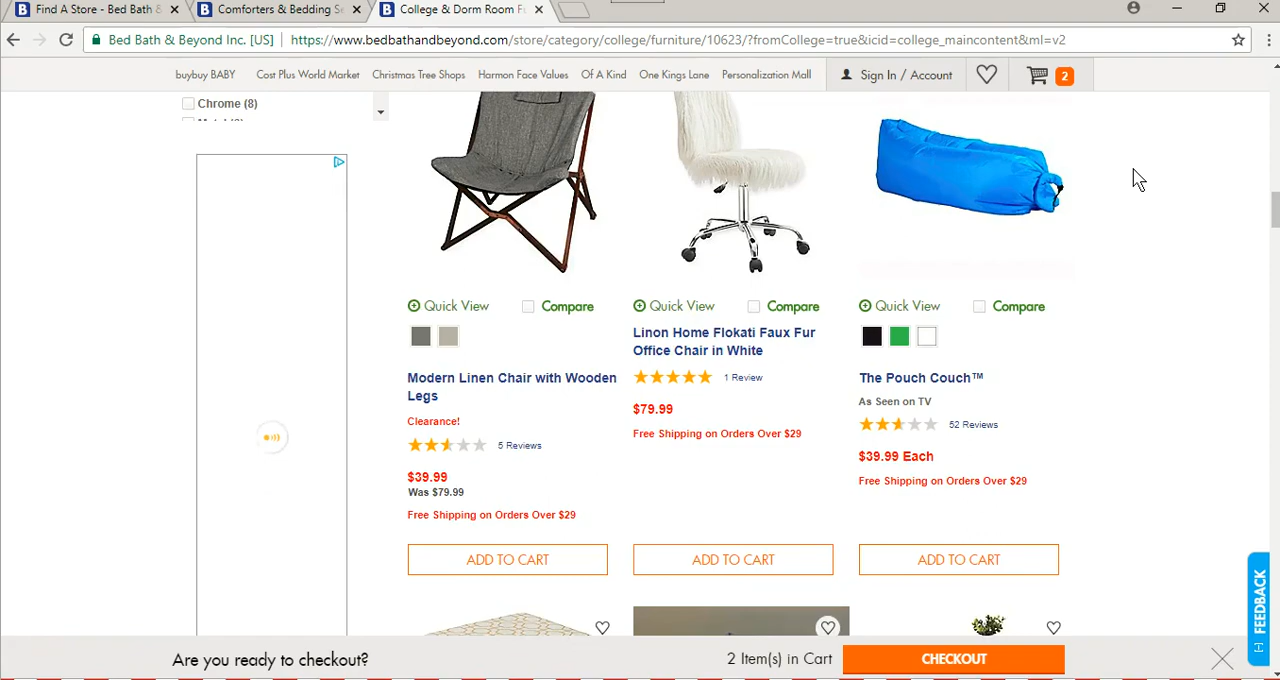 Find A Store - Bed Bath &
Comforters & Bedding Se
College & Dorm Room Fu
Bed Bath & Beyond Inc. [US]
https://www.bedbathandbeyond.com/store/category/college/furniture/10623/?fromCollege=true&icid=college_maincontent&ml=v2
buybuy BABY
Cost Plus World Market
Christmas Tree Shops
Harmon Face Values
Of A Kind
One Kings Lane
Personalization Mall
Sign In / Account
2
Chrome (8)
Quick View
Compare
Modern Linen Chair with Wooden
Legs
Clearance!
5 Reviews
$39.99
Was $79.99
Free Shipping on Orders Over $29
ADD TO CART
Quick View
Compare
Linon Home Flokati Faux Fur
Office Chair in White
1 Review
$79.99
Free Shipping on Orders Over $29
ADD TO CART
Quick View
Compare
The Pouch Couch™
As Seen on TV
52 Reviews
$39.99 Each
Free Shipping on Orders Over $29
ADD TO CART
FEEDBACK
Are you ready to checkout?
2 Item(s) in Cart
CHECKOUT